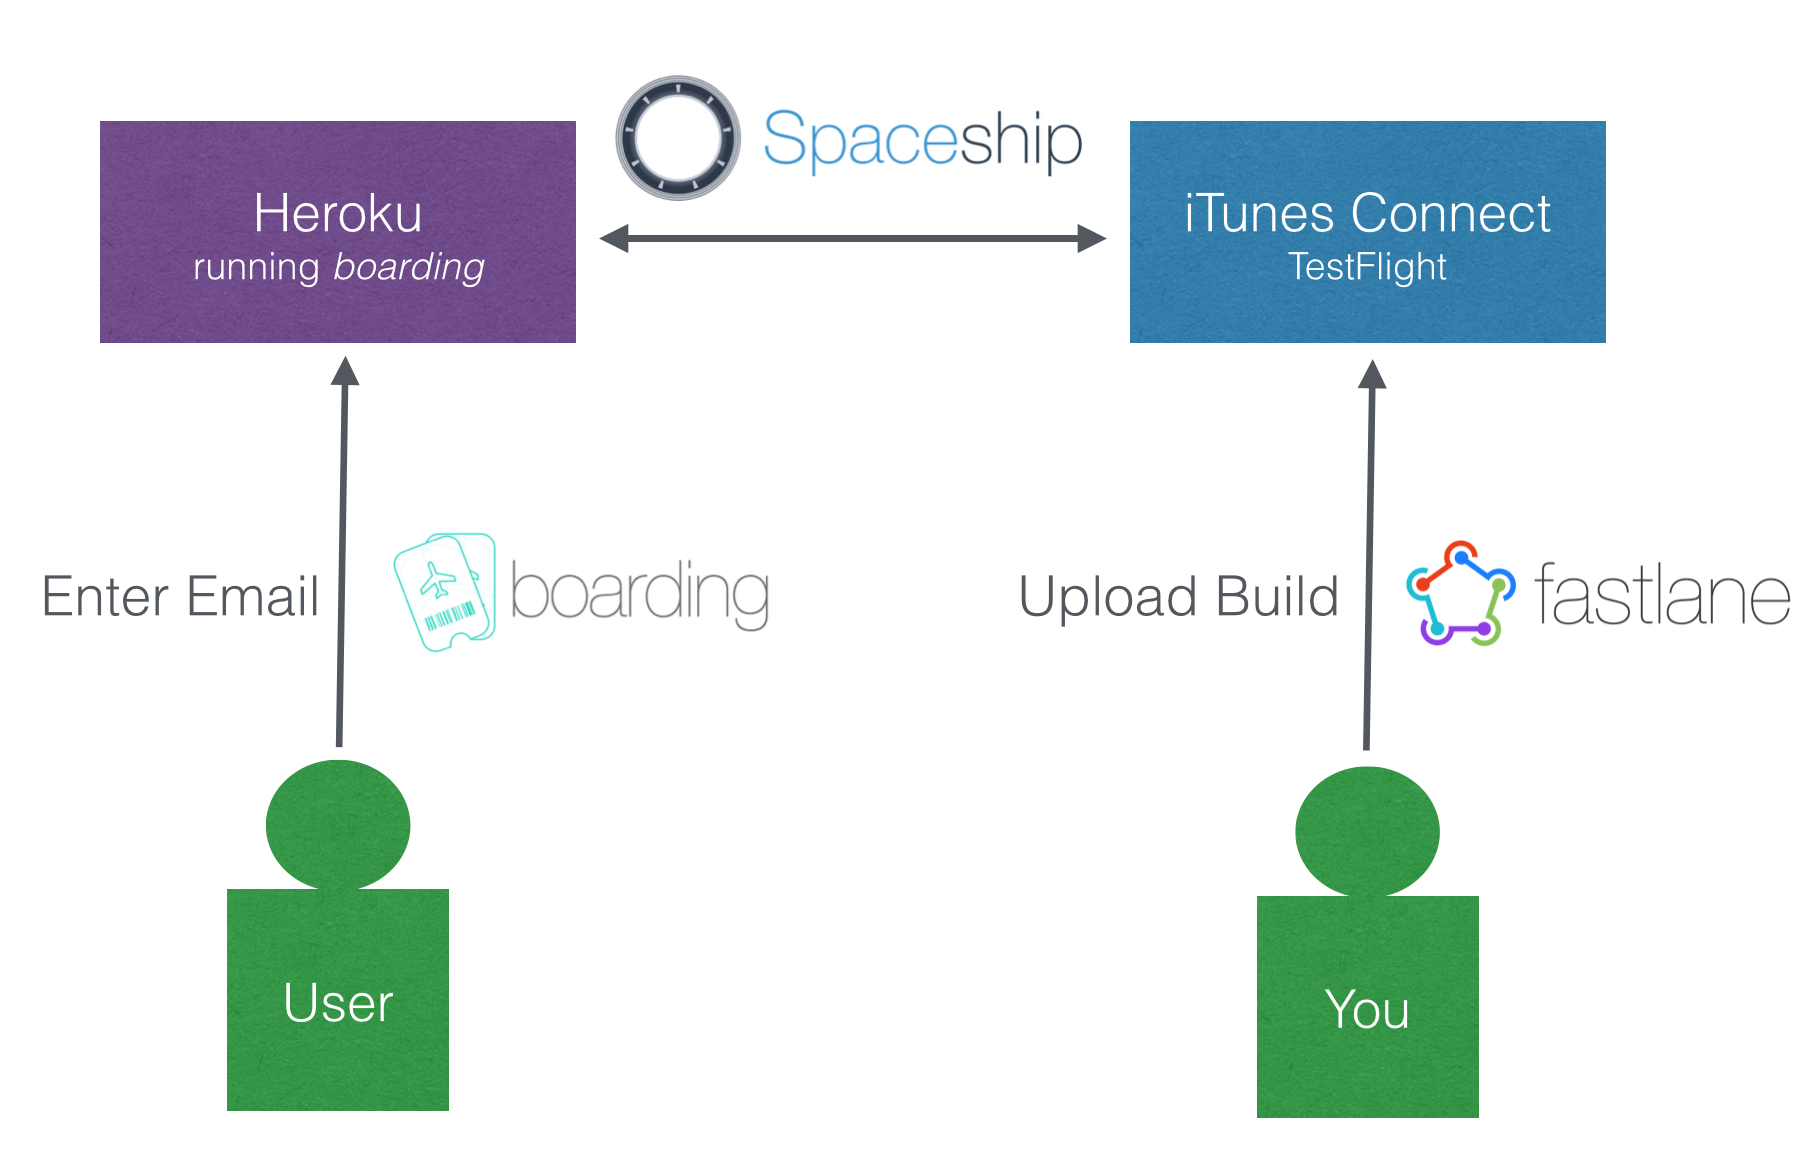 Spaceship
Heroku
running boarding
iTunes Connect
TestFlight
Enter Email
boarding
Upload Build
fastlane
User
You